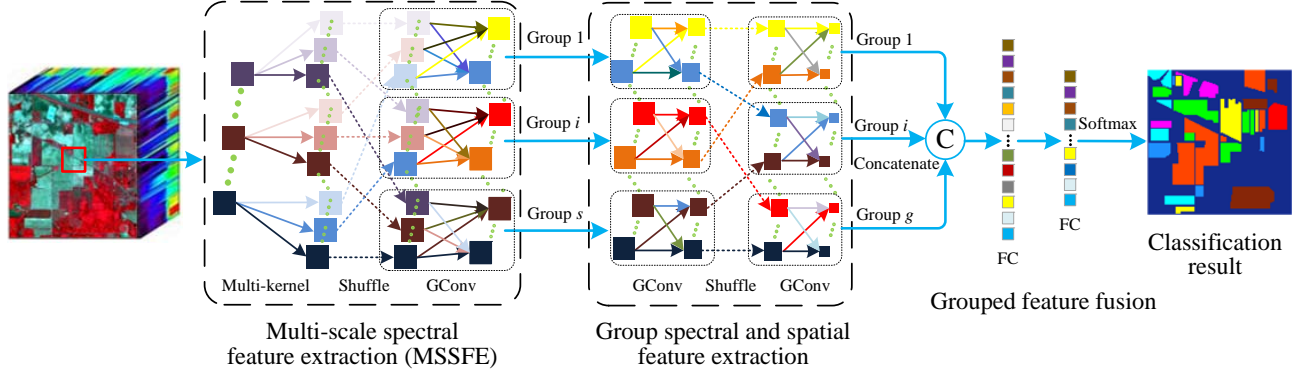 Group 1
Group i
Group s
Multi-kernel
Shuffle
GConv
Multi-scale spectral
feature extraction (MSSFE)
GConv
Shuffle
GConv
Group spectral and spatial
feature extraction
Group 1
Group i
Concatenate
Group g
C
FC
Softmax
FC
Grouped feature fusion
Classification
result